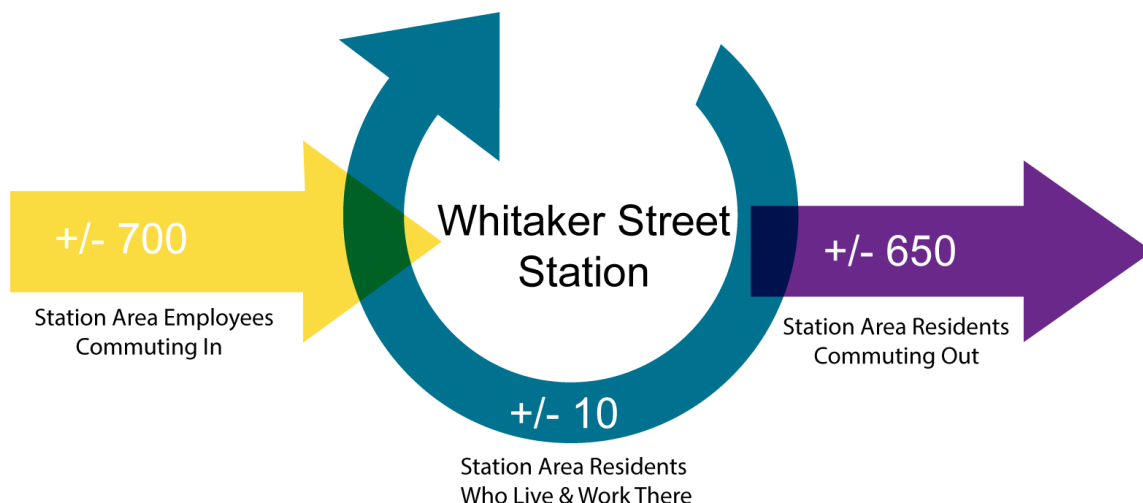 +/- 700
Station Area Employees
Commuting In
Whitaker Street
Station
+/- 10
Station Area Residents
Who Live & Work There
+/- 650
Station Area Residents
Commuting Out